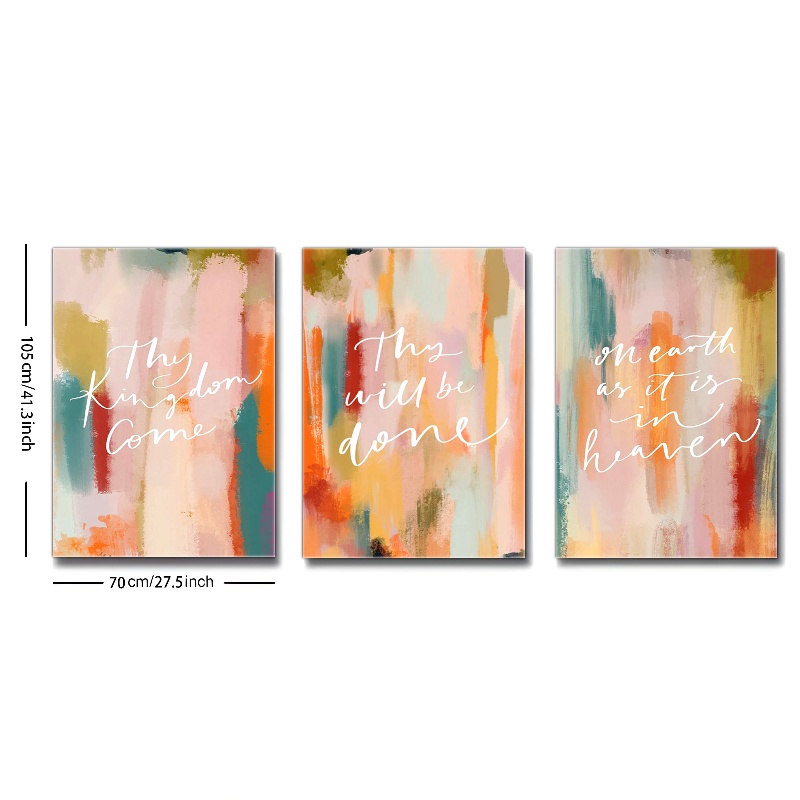 105cm/41.3inch
Thy
Kingdom
Come
Thy
will be
done
on earth
as it is
in
heaven
70cm/27.5inch